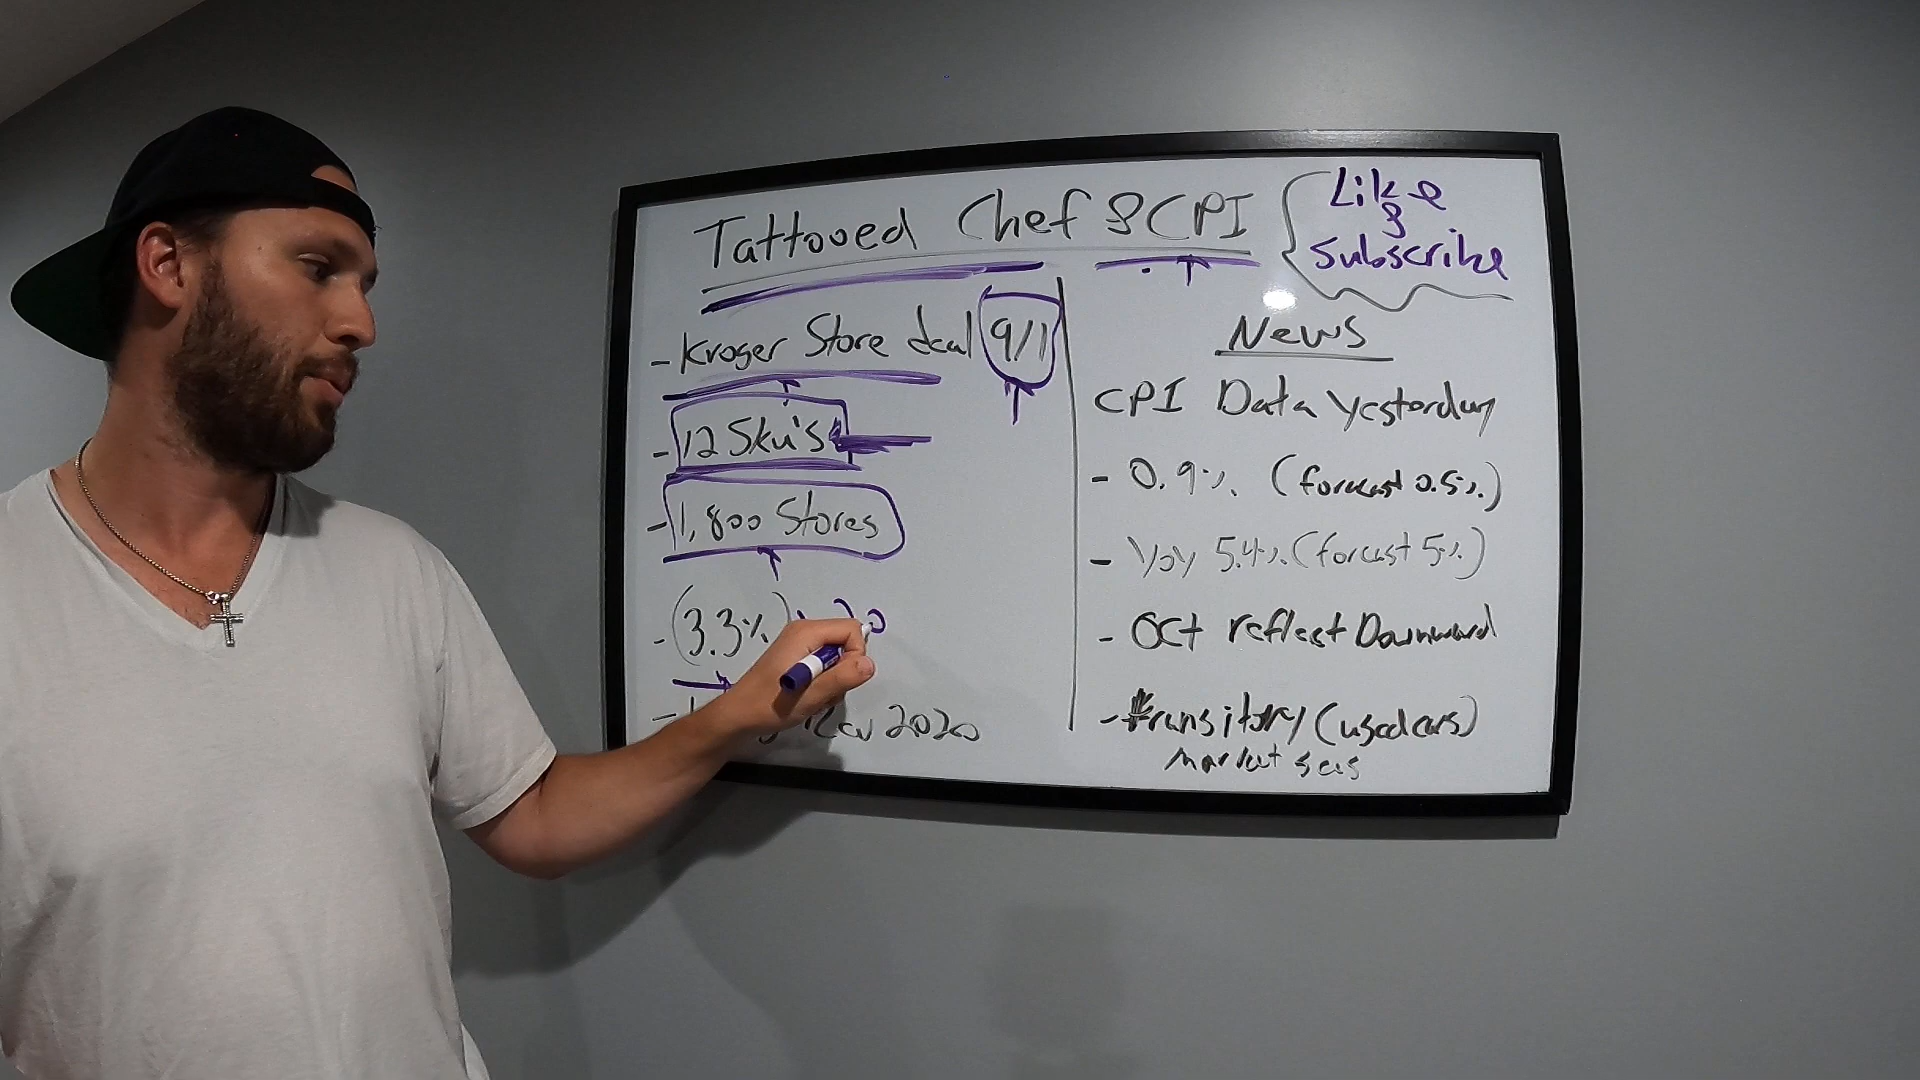 Tattooed Chef & CPI
Like
&
Subscribe
- Kroger Store deal 9/1
- 12 Sku's
- 1,800 Stores
- (3.3%)
Rev 2020
News
CPI Data yesterday
- 0.9%. (forecast 0.5%.)
- YoY 5.4%. (forcast 5%.)
- Oct reflect Downward
- transitory (used cars)
market says